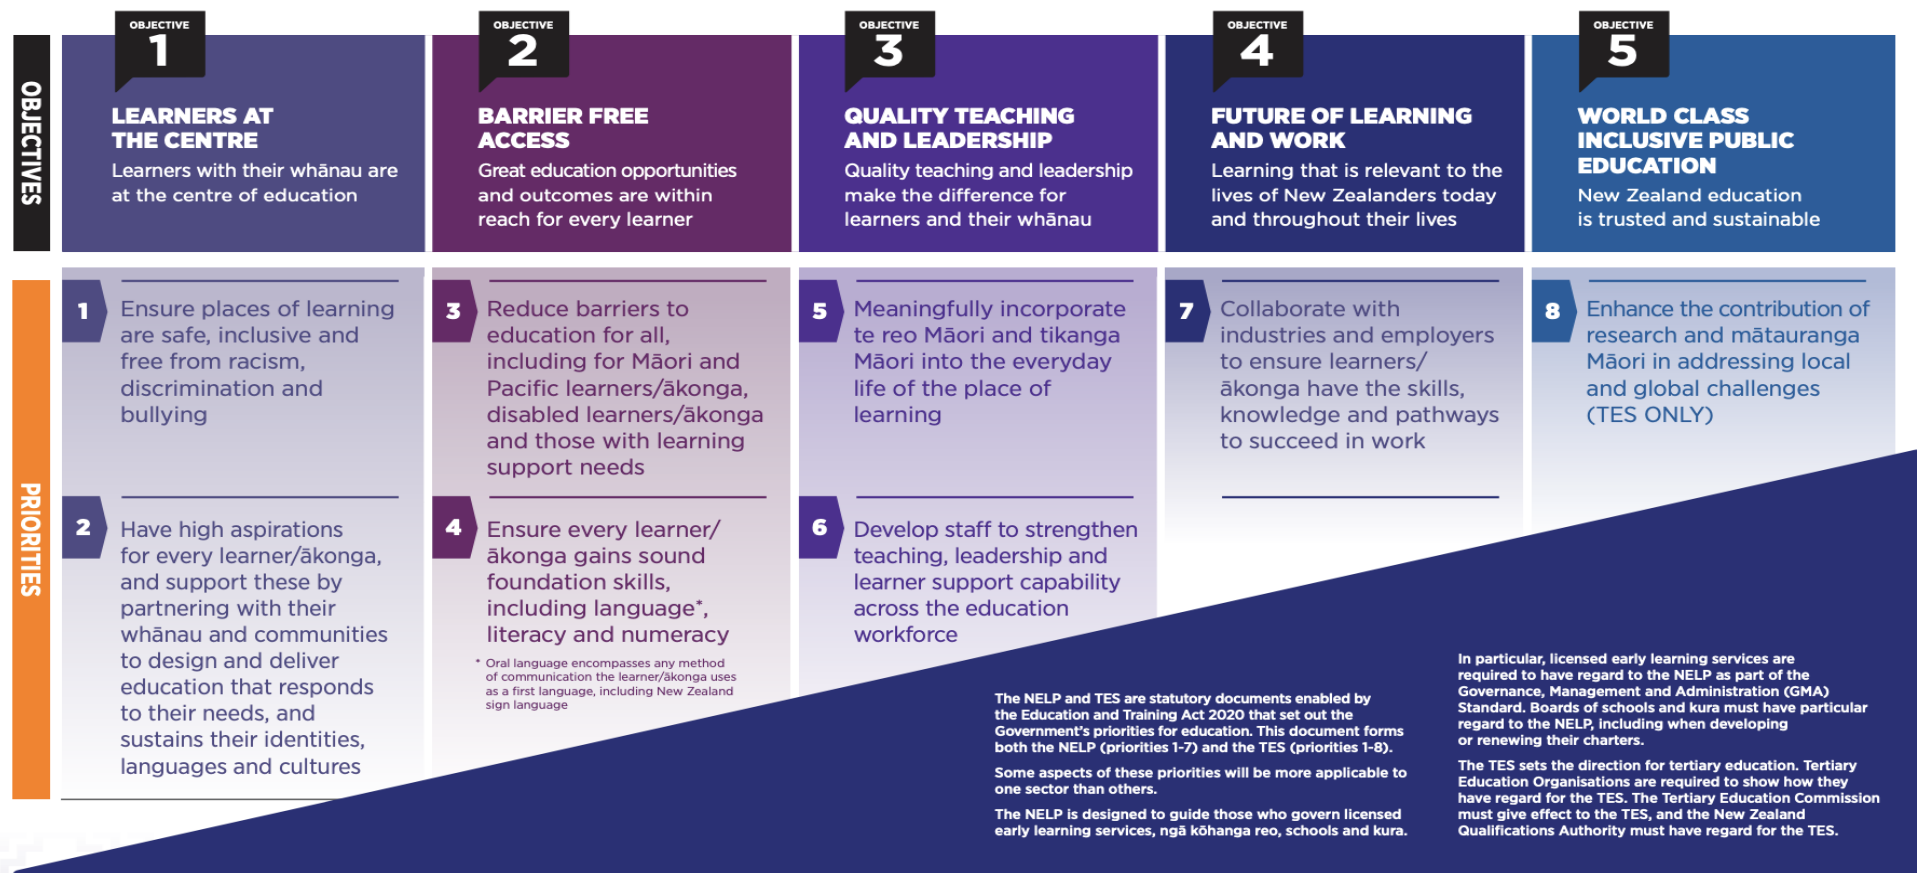 OBJECTIVES
OBJECTIVE
1
LEARNERS AT
THE CENTRE
Learners with their whānau are
at the centre of education
OBJECTIVE
2
BARRIER FREE
ACCESS
Great education opportunities
and outcomes are within
reach for every learner
OBJECTIVE
3
QUALITY TEACHING
AND LEADERSHIP
Quality teaching and leadership
make the difference for
learners and their whānau
OBJECTIVE
4
FUTURE OF LEARNING
AND WORK
Learning that is relevant to the
lives of New Zealanders today
and throughout their lives
OBJECTIVE
5
WORLD CLASS
INCLUSIVE PUBLIC
EDUCATION
New Zealand education
is trusted and sustainable
PRIORITIES
1
Ensure places of learning
are safe, inclusive and
free from racism,
discrimination and
bullying
2
Have high aspirations
for every learner/ākonga,
and support these by
partnering with their
whānau and communities
to design and deliver
education that responds
to their needs, and
sustains their identities,
languages and cultures
3
Reduce barriers to
education for all,
including for Māori and
Pacific learners/ākonga,
disabled learners/ākonga
and those with learning
support needs
4
Ensure every learner/
ākonga gains sound
foundation skills,
including language*,
literacy and numeracy
* Oral language encompasses any method
of communication the learner/ākonga uses
as a first language, including New Zealand
sign language
5
Meaningfully incorporate
te reo Māori and tikanga
Māori into the everyday
life of the place of
learning
6
Develop staff to strengthen
teaching, leadership and
learner support capability
across the education
workforce
7
Collaborate with
industries and employers
to ensure learners/
ākonga have the skills,
knowledge and pathways
to succeed in work
8
Enhance the contribution of
research and mātauranga
Māori in addressing local
and global challenges
(TES ONLY)
The NELP and TES are statutory documents enabled by
the Education and Training Act 2020 that set out the
Government's priorities for education. This document forms
both the NELP (priorities 1-7) and the TES (priorities 1-8).
Some aspects of these priorities will be more applicable to
one sector than others.
The NELP is designed to guide those who govern licensed
early learning services, ngā kōhanga reo, schools and kura.
In particular, licensed early learning services are
required to have regard to the NELP as part of the
Governance, Management and Administration (GMA)
Standard. Boards of schools and kura must have particular
regard to the NELP, including when developing
or renewing their charters.
The TES sets the direction for tertiary education. Tertiary
Education Organisations are required to show how they
have regard for the TES. The Tertiary Education Commission
must give effect to the TES, and the New Zealand
Qualifications Authority must have regard for the TES.